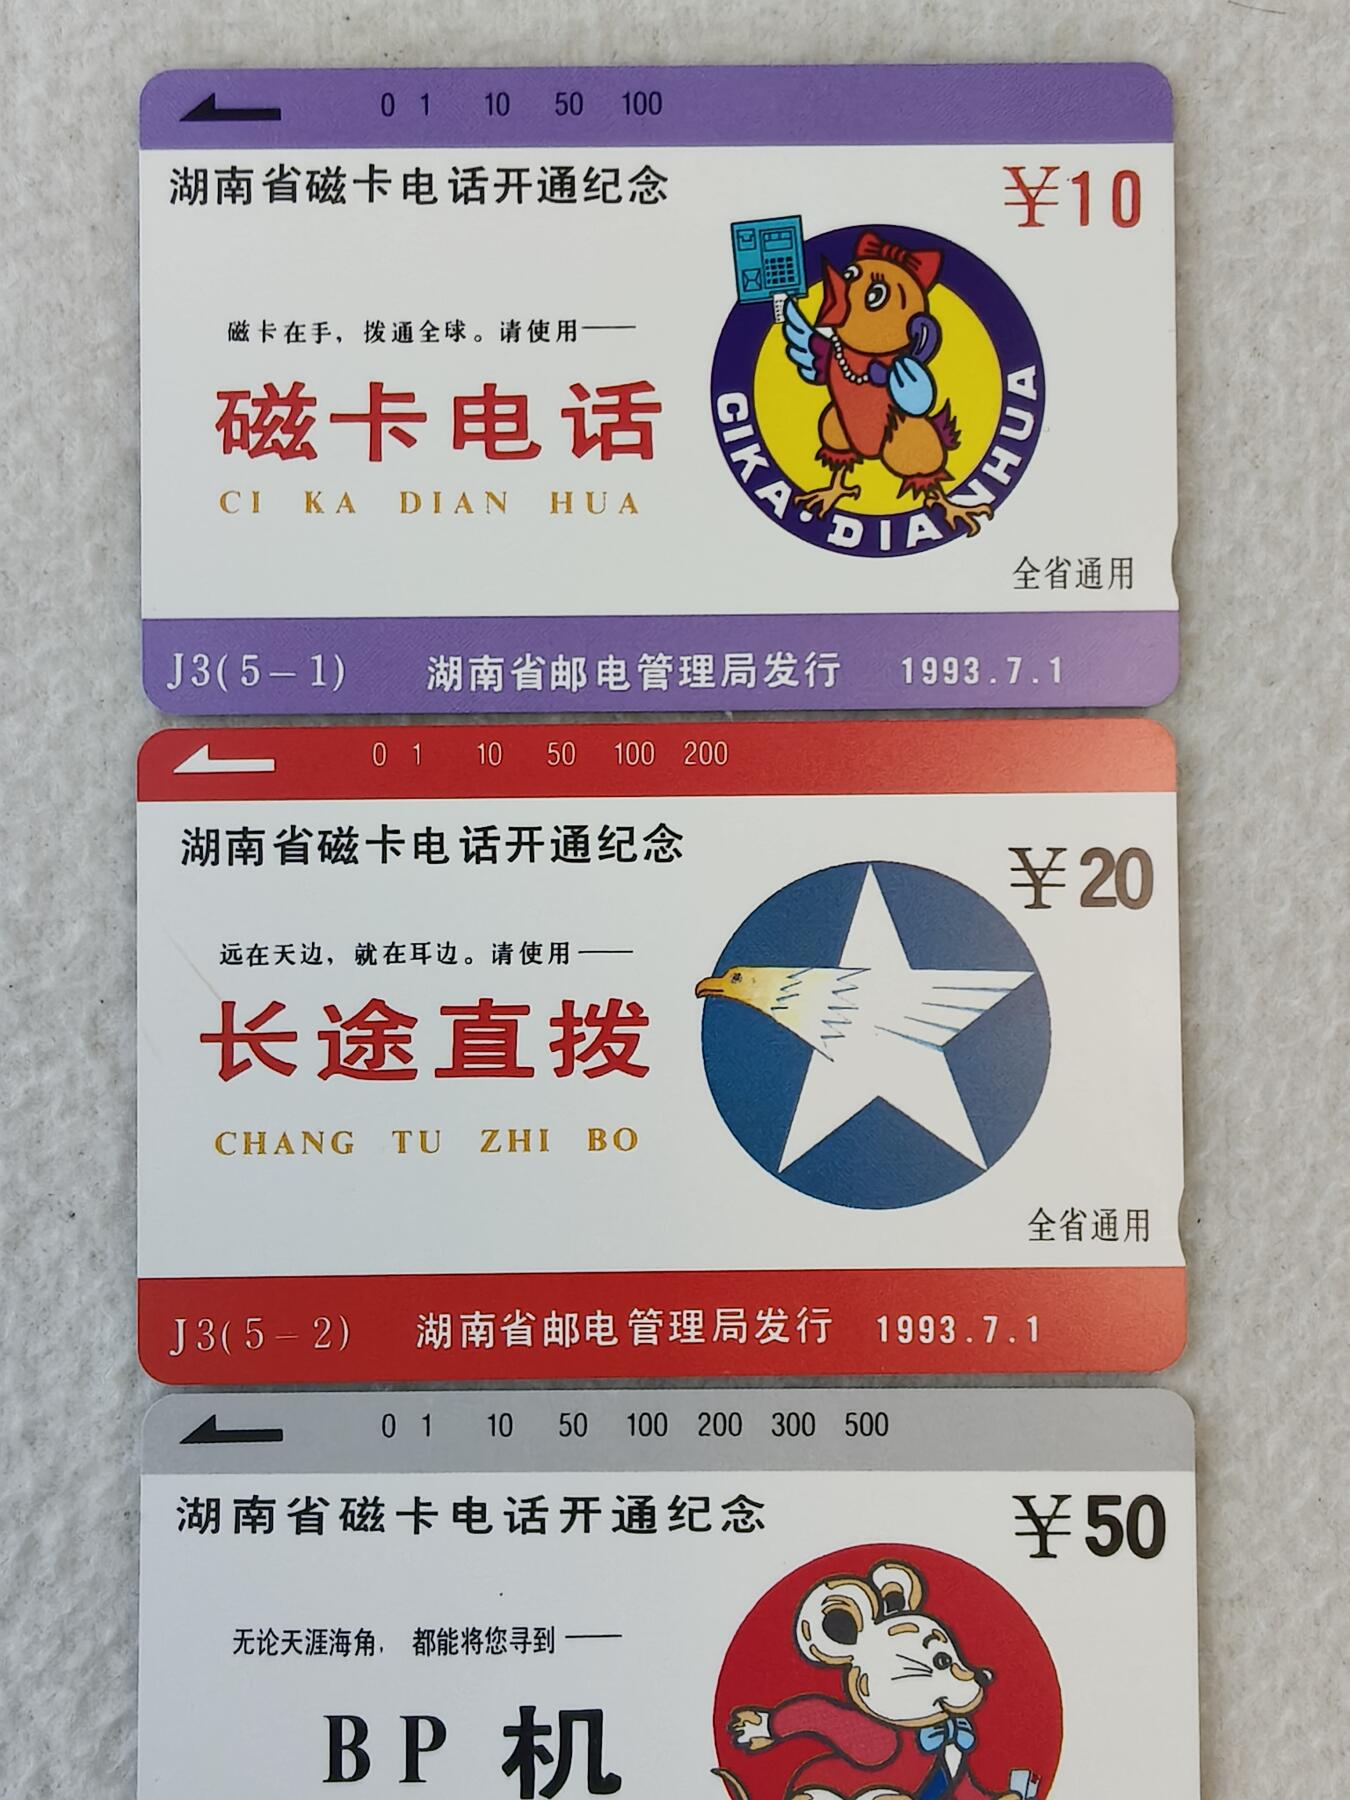 0 1 10 50 100
湖南省磁卡电话开通纪念
¥10
磁卡在手，拨通全球。请使用——
磁卡电话
CI KA DIAN HUA
CIKA·DIANHUA
全省通用
J3(5－1) 湖南省邮电管理局发行 1993.7.1
0 1 10 50 100 200
湖南省磁卡电话开通纪念
¥20
远在天边，就在耳边。请使用——
长途直拨
CHANG TU ZHI BO
全省通用
J3(5－2) 湖南省邮电管理局发行 1993.7.1
0 1 10 50 100 200 300 500
湖南省磁卡电话开通纪念
¥50
无论天涯海角，都能将您寻到——
BP机